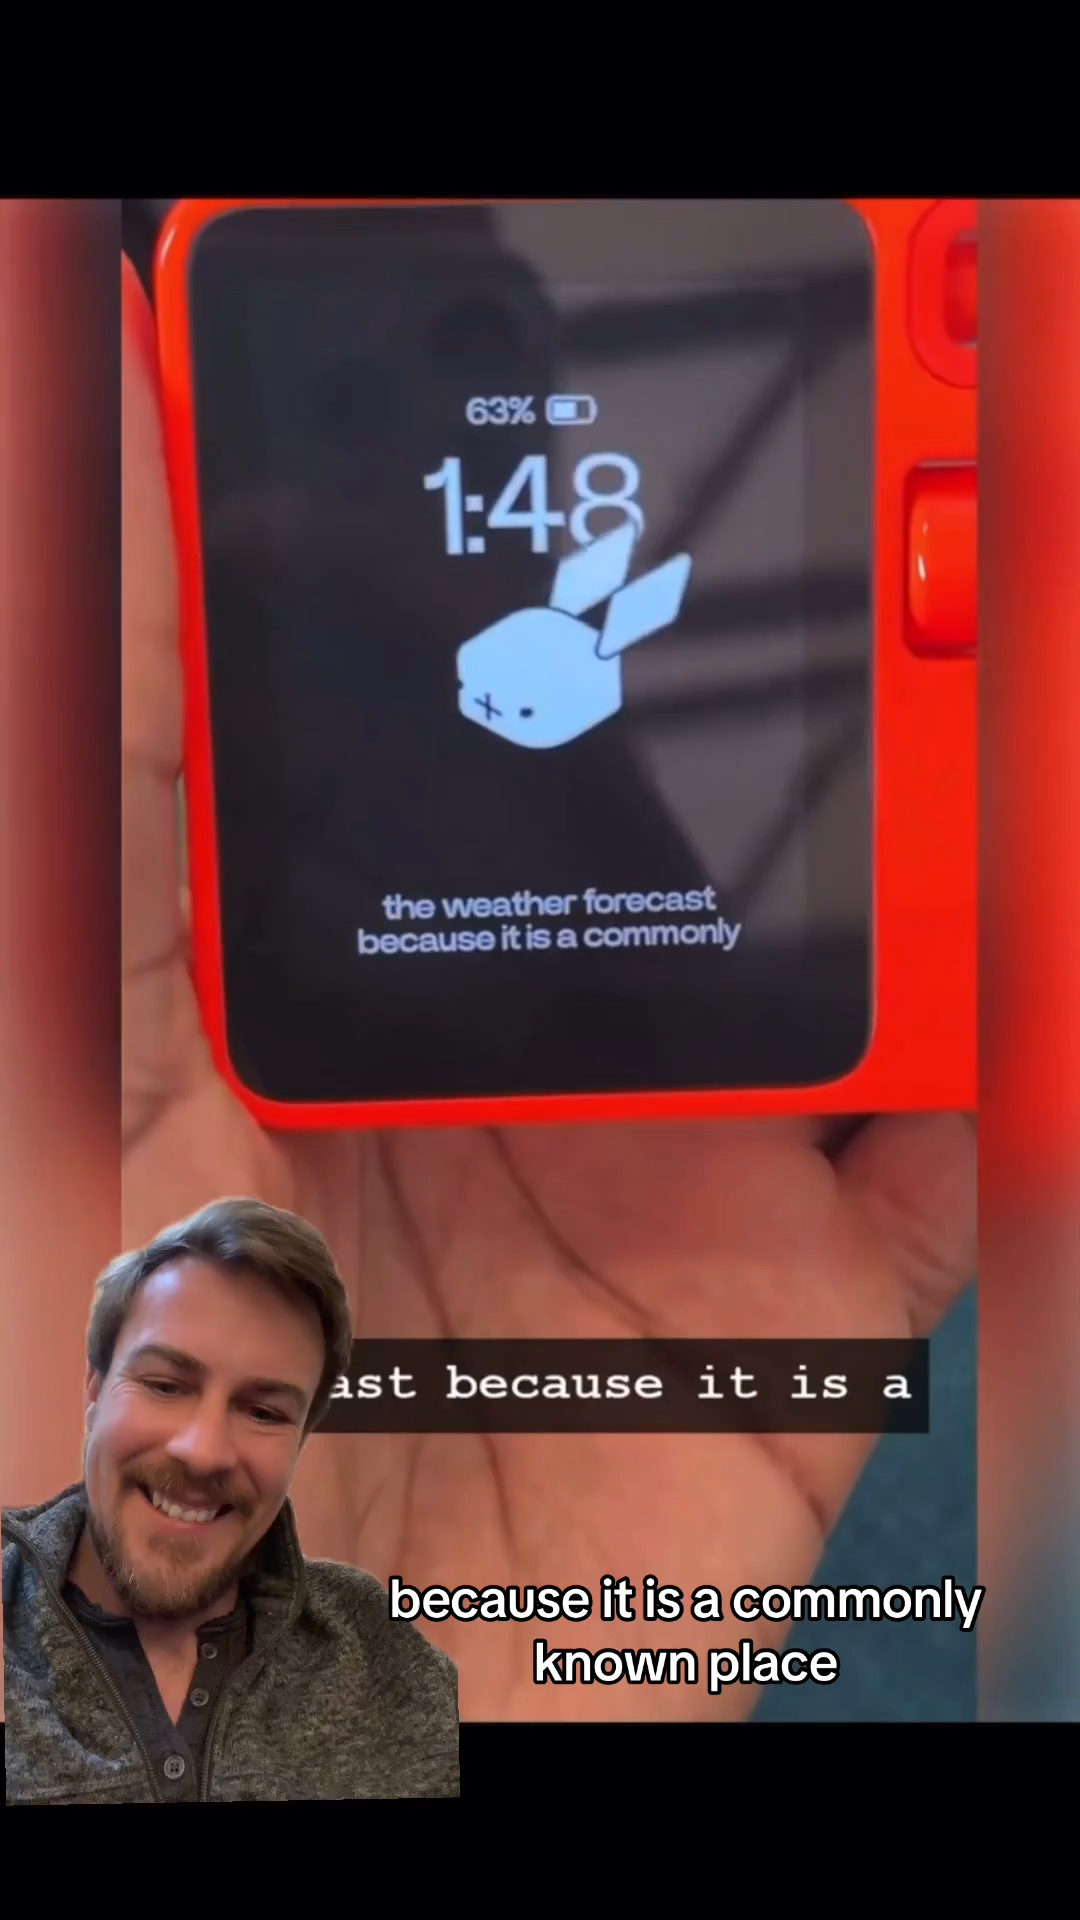 63%
1:48
the weather forecast
because it is a commonly
ast because it is a
because it is a commonly
known place